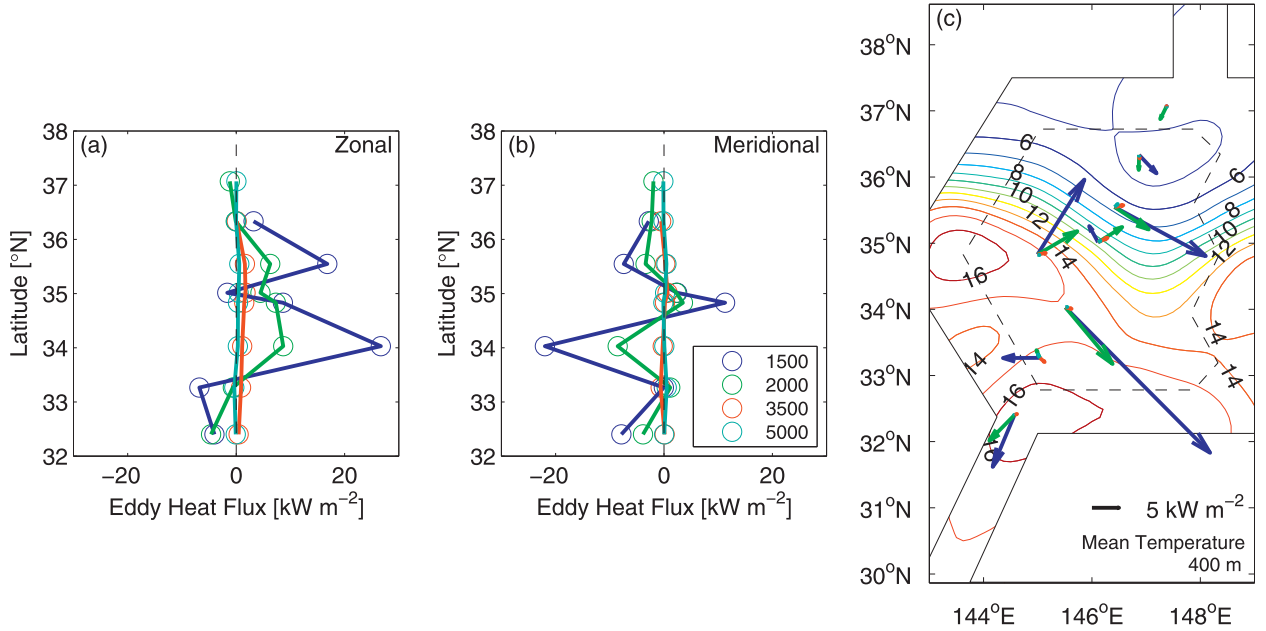 (a)
Zonal
38
37
36
35
34
33
32
−20
0
20
Latitude [°N]
Eddy Heat Flux [kW m−2]
(b)
Meridional
38
37
36
35
34
33
32
−20
0
20
Latitude [°N]
Eddy Heat Flux [kW m−2]
1500
2000
3500
5000
(c)
38°N
37°N
36°N
35°N
34°N
33°N
32°N
31°N
30°N
144°E
146°E
148°E
6
8
10
12
14
16
6
8
10
12
14
14
14
16
5 kW m−2
Mean Temperature
400 m